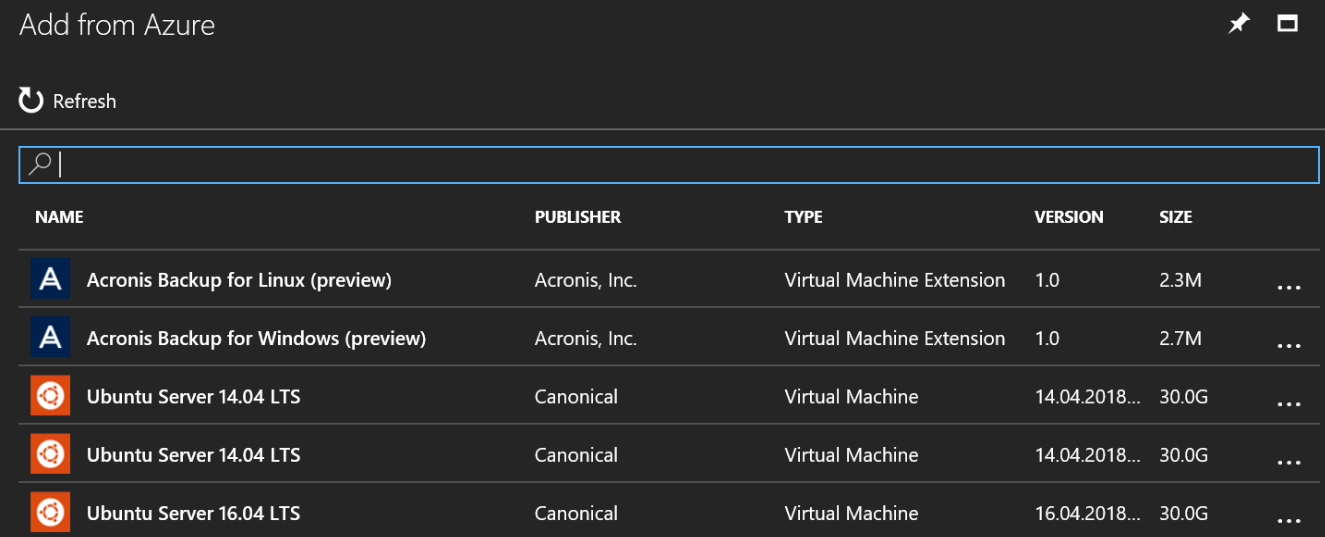 Add from Azure
Refresh
NAME PUBLISHER TYPE VERSION SIZE
Acronis Backup for Linux (preview) Acronis, Inc. Virtual Machine Extension 1.0 2.3M ...
Acronis Backup for Windows (preview) Acronis, Inc. Virtual Machine Extension 1.0 2.7M ...
Ubuntu Server 14.04 LTS Canonical Virtual Machine 14.04.2018... 30.0G ...
Ubuntu Server 14.04 LTS Canonical Virtual Machine 14.04.2018... 30.0G ...
Ubuntu Server 16.04 LTS Canonical Virtual Machine 16.04.2018... 30.0G ...